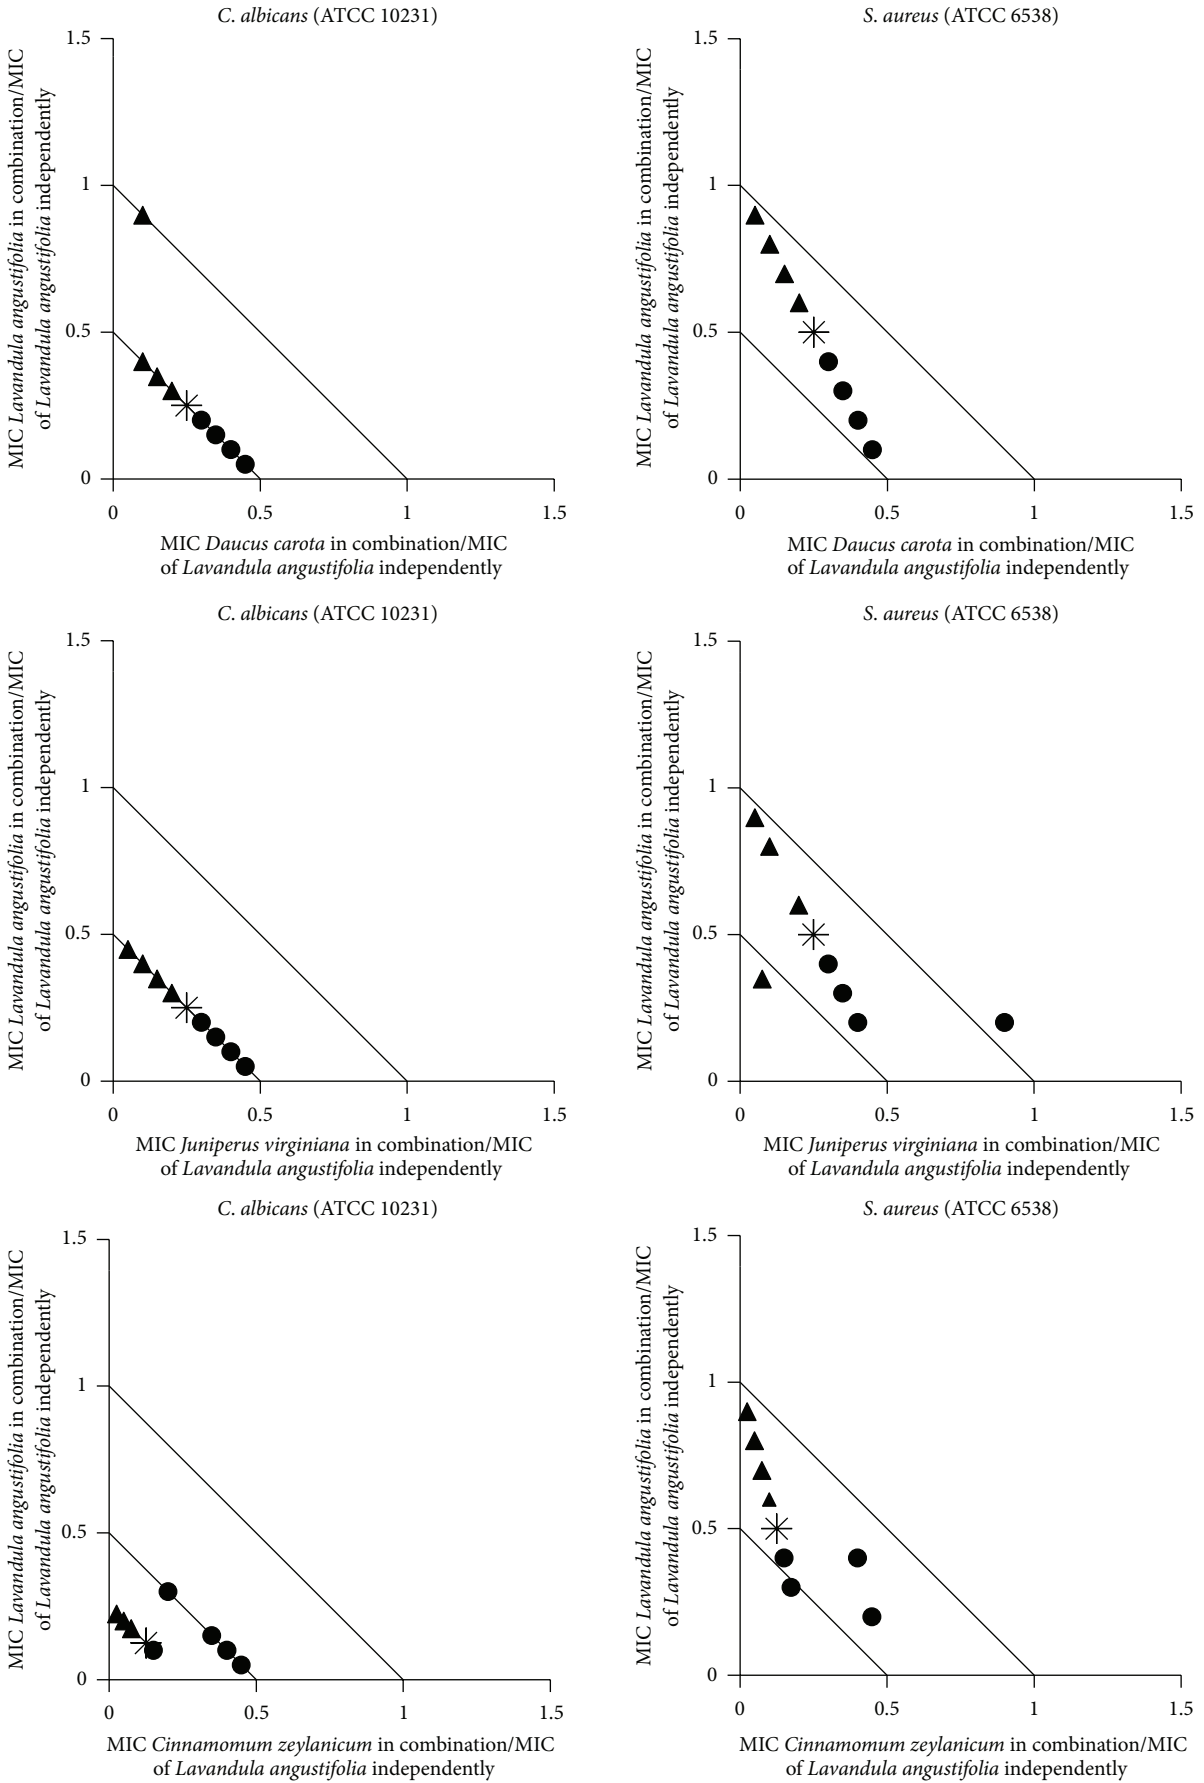 C. albicans (ATCC 10231)
1.5
1
0.5
0
MIC Lavandula angustifolia in combination/MIC
of Lavandula angustifolia independently
0 0.5 1 1.5
MIC Daucus carota in combination/MIC
of Lavandula angustifolia independently
S. aureus (ATCC 6538)
1.5
1
0.5
0
MIC Lavandula angustifolia in combination/MIC
of Lavandula angustifolia independently
0 0.5 1 1.5
MIC Daucus carota in combination/MIC
of Lavandula angustifolia independently
C. albicans (ATCC 10231)
1.5
1
0.5
0
MIC Lavandula angustifolia in combination/MIC
of Lavandula angustifolia independently
0 0.5 1 1.5
MIC Juniperus virginiana in combination/MIC
of Lavandula angustifolia independently
S. aureus (ATCC 6538)
1.5
1
0.5
0
MIC Lavandula angustifolia in combination/MIC
of Lavandula angustifolia independently
0 0.5 1 1.5
MIC Juniperus virginiana in combination/MIC
of Lavandula angustifolia independently
C. albicans (ATCC 10231)
1.5
1
0.5
0
MIC Lavandula angustifolia in combination/MIC
of Lavandula angustifolia independently
0 0.5 1 1.5
MIC Cinnamomum zeylanicum in combination/MIC
of Lavandula angustifolia independently
S. aureus (ATCC 6538)
1.5
1
0.5
0
MIC Lavandula angustifolia in combination/MIC
of Lavandula angustifolia independently
0 0.5 1 1.5
MIC Cinnamomum zeylanicum in combination/MIC
of Lavandula angustifolia independently